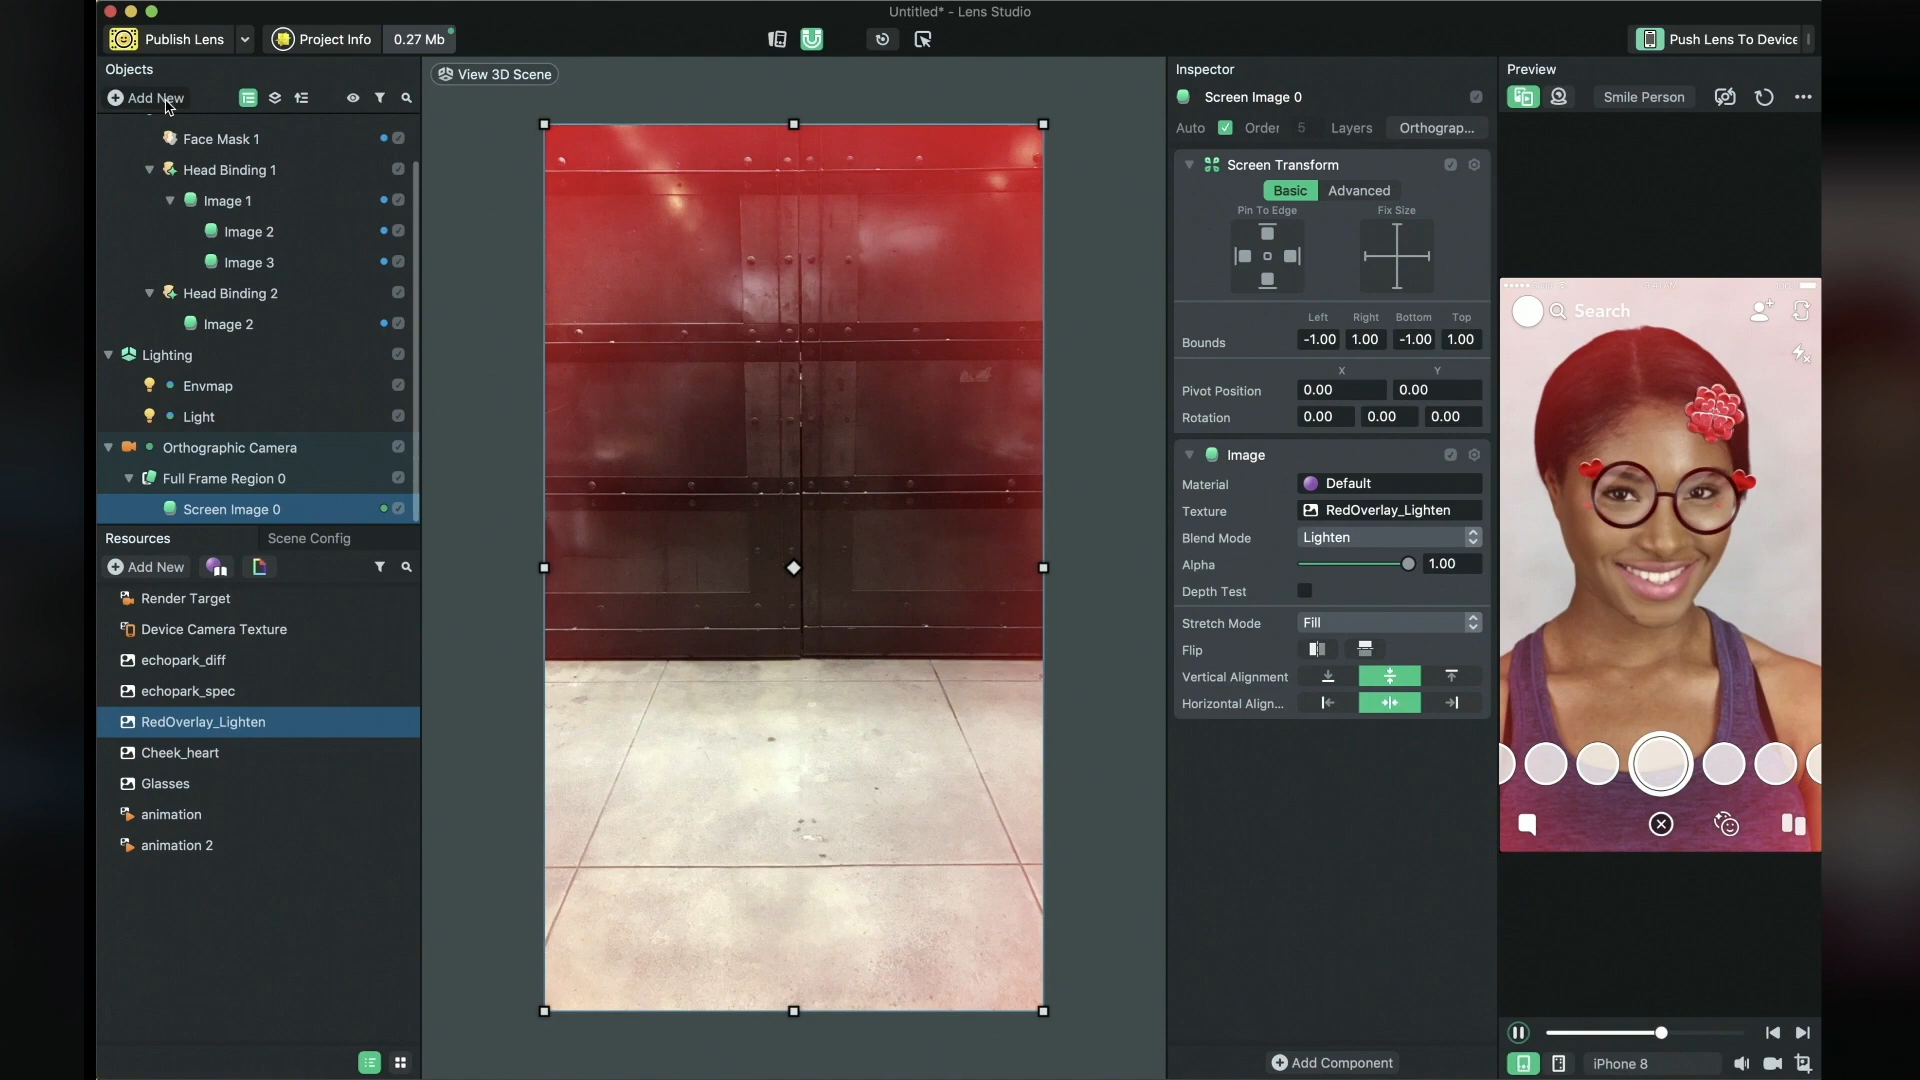 Untitled* - Lens Studio
Publish Lens
Project Info
0.27 Mb
Push Lens To Device
Objects
Add New
Face Mask 1
Head Binding 1
Image 1
Image 2
Image 3
Head Binding 2
Image 2
Lighting
Envmap
Light
Orthographic Camera
Full Frame Region 0
Screen Image 0
Resources
Scene Config
Add New
Render Target
Device Camera Texture
echopark_diff
echopark_spec
RedOverlay_Lighten
Cheek_heart
Glasses
animation
animation 2
View 3D Scene
Inspector
Screen Image 0
Auto
Order
5
Layers
Orthograp...
Screen Transform
Basic
Advanced
Pin To Edge
Fix Size
Left
Right
Bottom
Top
Bounds
-1.00
1.00
-1.00
1.00
X
Y
Pivot Position
0.00
0.00
Rotation
0.00
0.00
0.00
Image
Material
Default
Texture
RedOverlay_Lighten
Blend Mode
Lighten
Alpha
1.00
Depth Test
Stretch Mode
Fill
Flip
Vertical Alignment
Horizontal Align...
Add Component
Preview
Smile Person
Search
iPhone 8